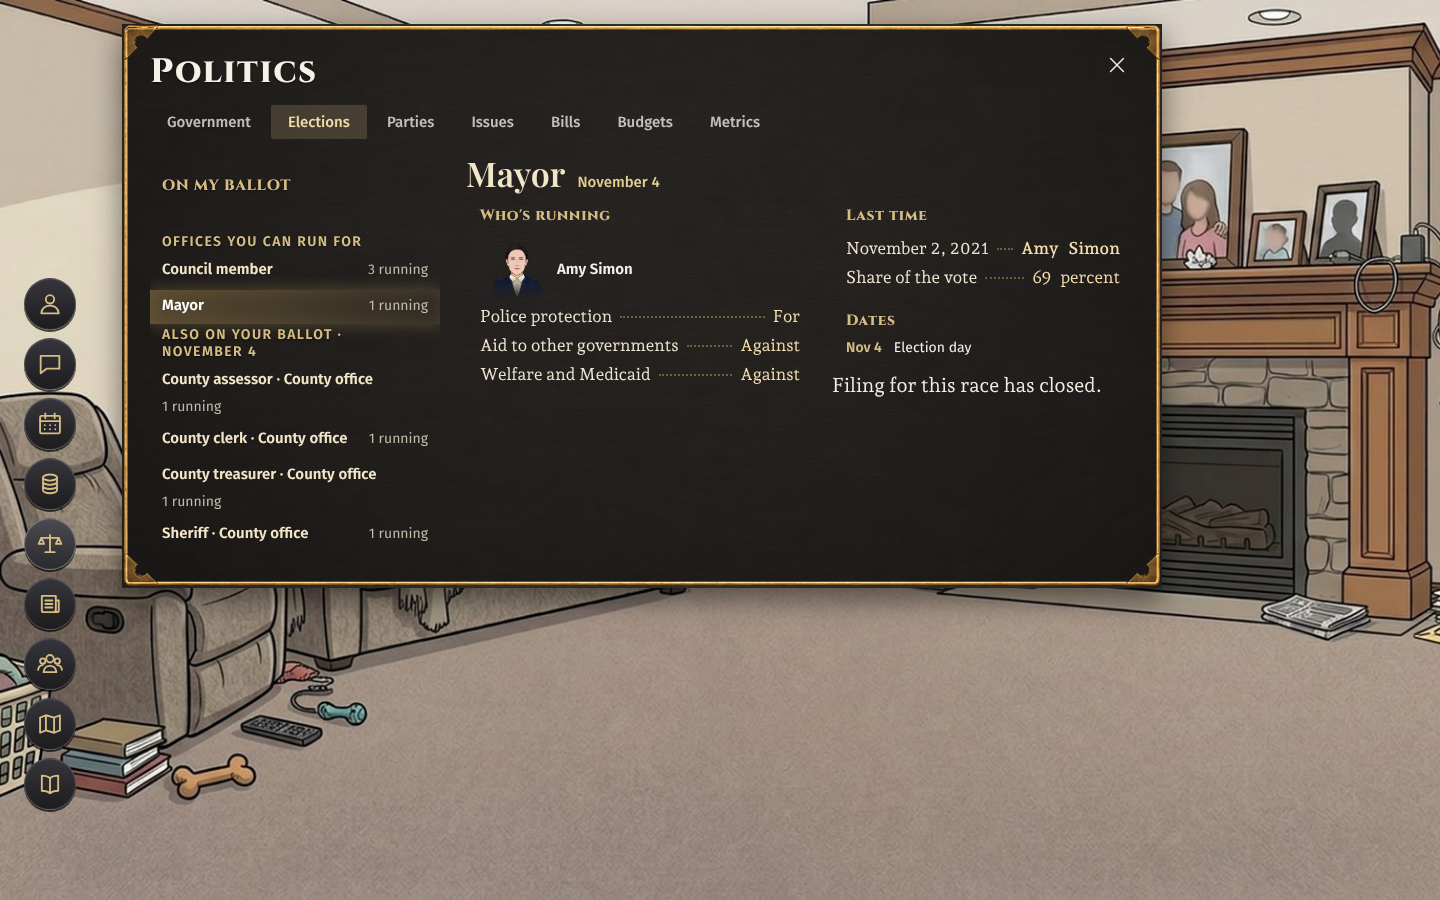 Politics
Government Elections Parties Issues Bills Budgets Metrics
ON MY BALLOT
OFFICES YOU CAN RUN FOR
Council member 3 running
Mayor 1 running
ALSO ON YOUR BALLOT ·
NOVEMBER 4
County assessor · County office
1 running
County clerk · County office 1 running
County treasurer · County office
1 running
Sheriff · County office 1 running
Mayor November 4
Who's running
Amy Simon
Police protection For
Aid to other governments Against
Welfare and Medicaid Against
Last time
November 2, 2021 Amy Simon
Share of the vote 69 percent
Dates
Nov 4 Election day
Filing for this race has closed.